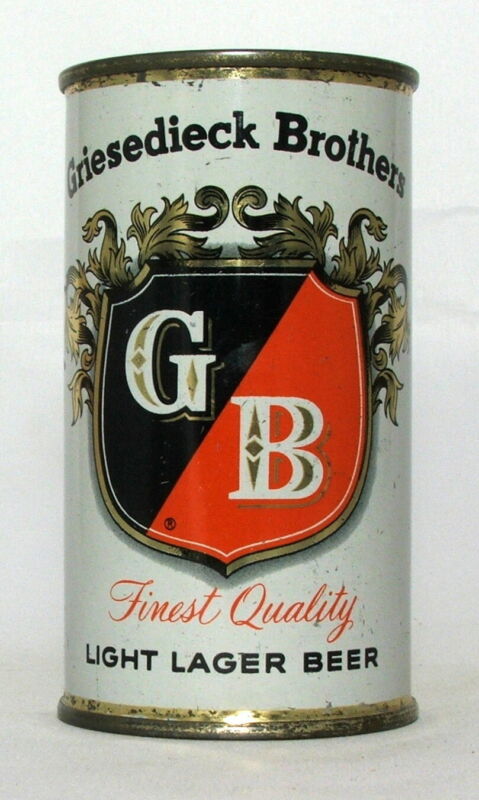 Griesedieck Brothers
G
B
®
Finest Quality
LIGHT LAGER BEER